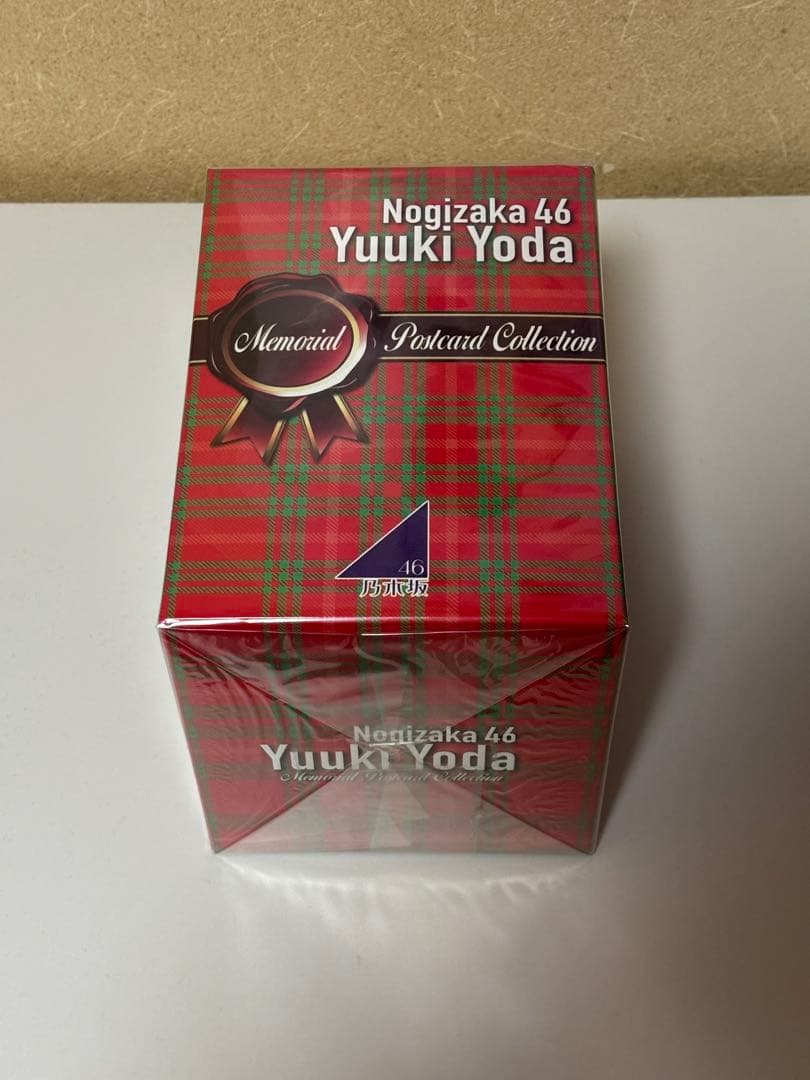 Nogizaka 46
Yuuki Yoda
Memorial Postcard Collection
46
乃木坂
Nogizaka 46
Yuuki Yoda
Memorial Postcard Collection